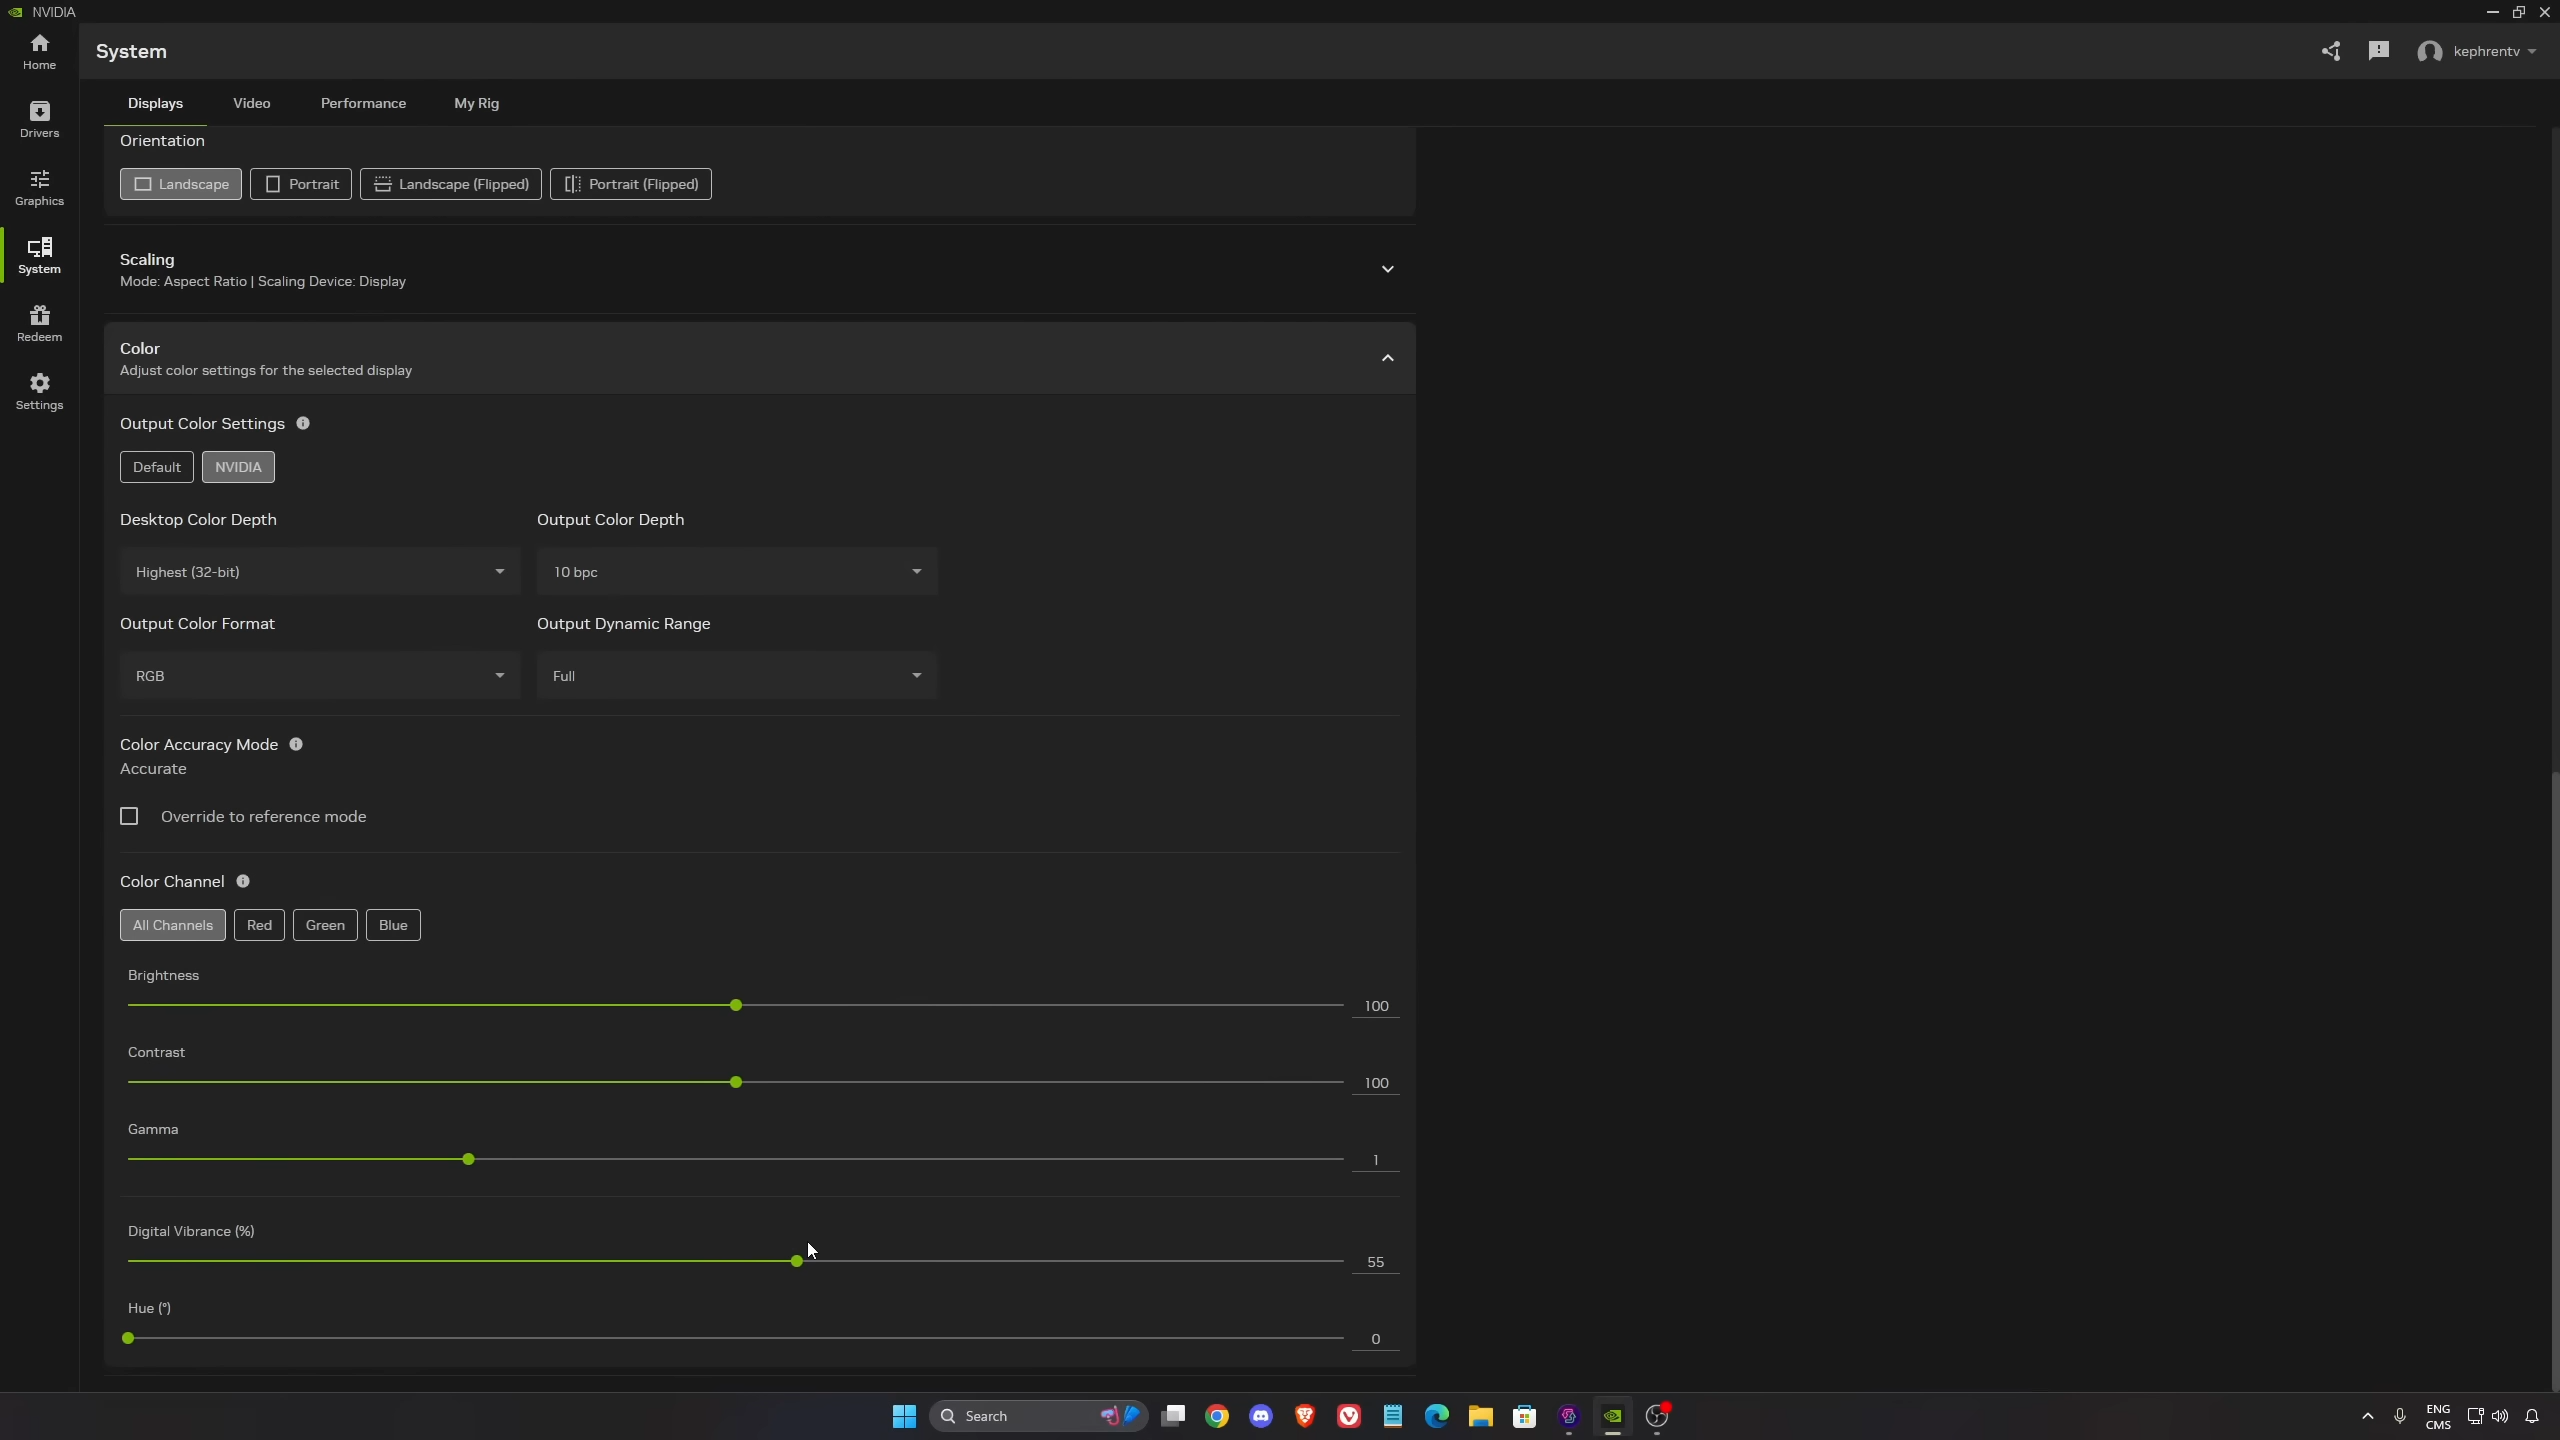 NVIDIA
Home
System
kephrentv
Displays
Video
Performance
My Rig
Drivers
Graphics
System
Redeem
Settings
Orientation
Landscape
Portrait
Landscape (Flipped)
Portrait (Flipped)
Scaling
Mode: Aspect Ratio | Scaling Device: Display
Color
Adjust color settings for the selected display
Output Color Settings
Default
NVIDIA
Desktop Color Depth
Output Color Depth
Highest (32-bit)
10 bpc
Output Color Format
Output Dynamic Range
RGB
Full
Color Accuracy Mode
Accurate
Override to reference mode
Color Channel
All Channels
Red
Green
Blue
Brightness
100
Contrast
100
Gamma
1
Digital Vibrance (%)
55
Hue (°)
0
Search
ENG
CMS